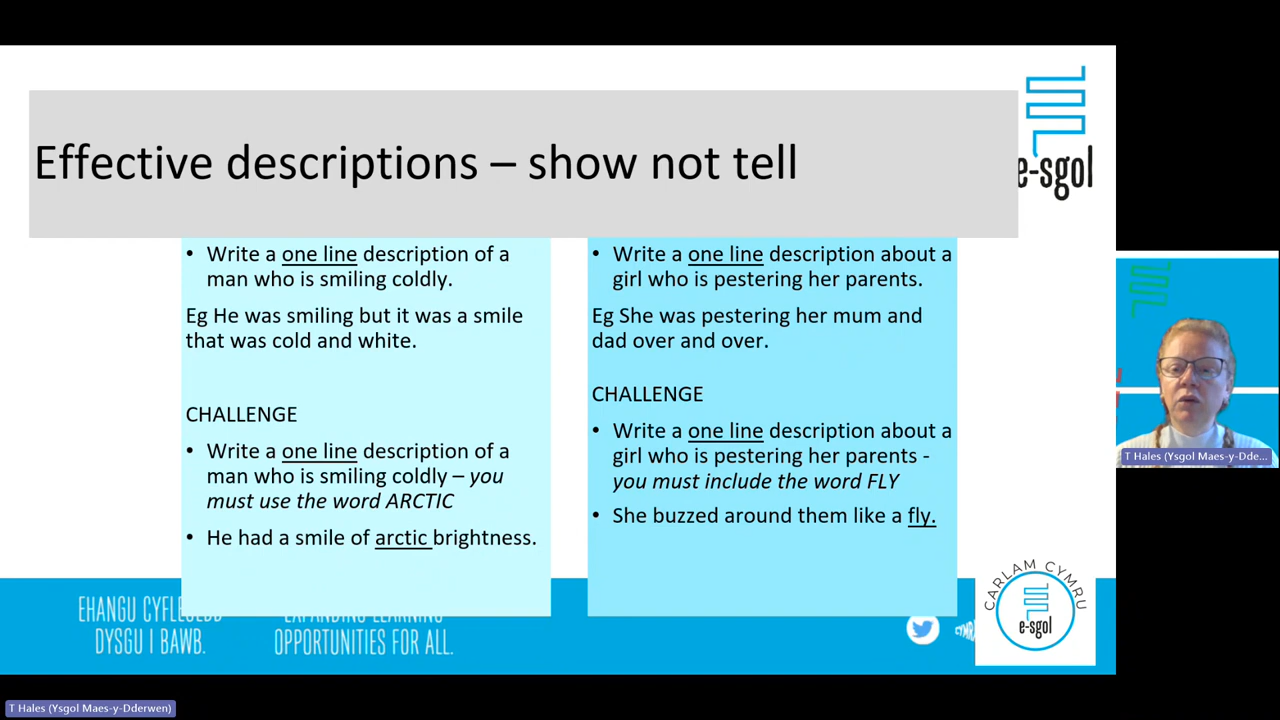 Effective descriptions – show not tell
e-sgol
• Write a one line description of a
man who is smiling coldly.
Eg He was smiling but it was a smile
that was cold and white.
CHALLENGE
• Write a one line description of a
man who is smiling coldly – you
must use the word ARCTIC
• He had a smile of arctic brightness.
• Write a one line description about a
girl who is pestering her parents.
Eg She was pestering her mum and
dad over and over.
CHALLENGE
• Write a one line description about a
girl who is pestering her parents -
you must include the word FLY
• She buzzed around them like a fly.
EHANGU CYFLEOEDD
DYSGU I BAWB.
EXPANDING LEARNING
OPPORTUNITIES FOR ALL.
CARLAM CYMRU
e-sgol
T Hales (Ysgol Maes-y-Dde...
T Hales (Ysgol Maes-y-Dderwen)